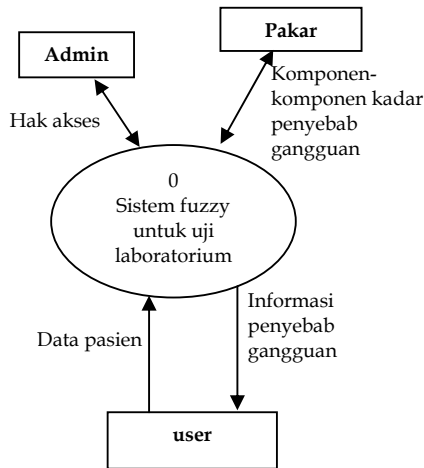 Pakar
Admin
Komponen-
komponen kadar
penyebab
gangguan
Hak akses
0
Sistem fuzzy
untuk uji
laboratorium
Informasi
penyebab
gangguan
Data pasien
user